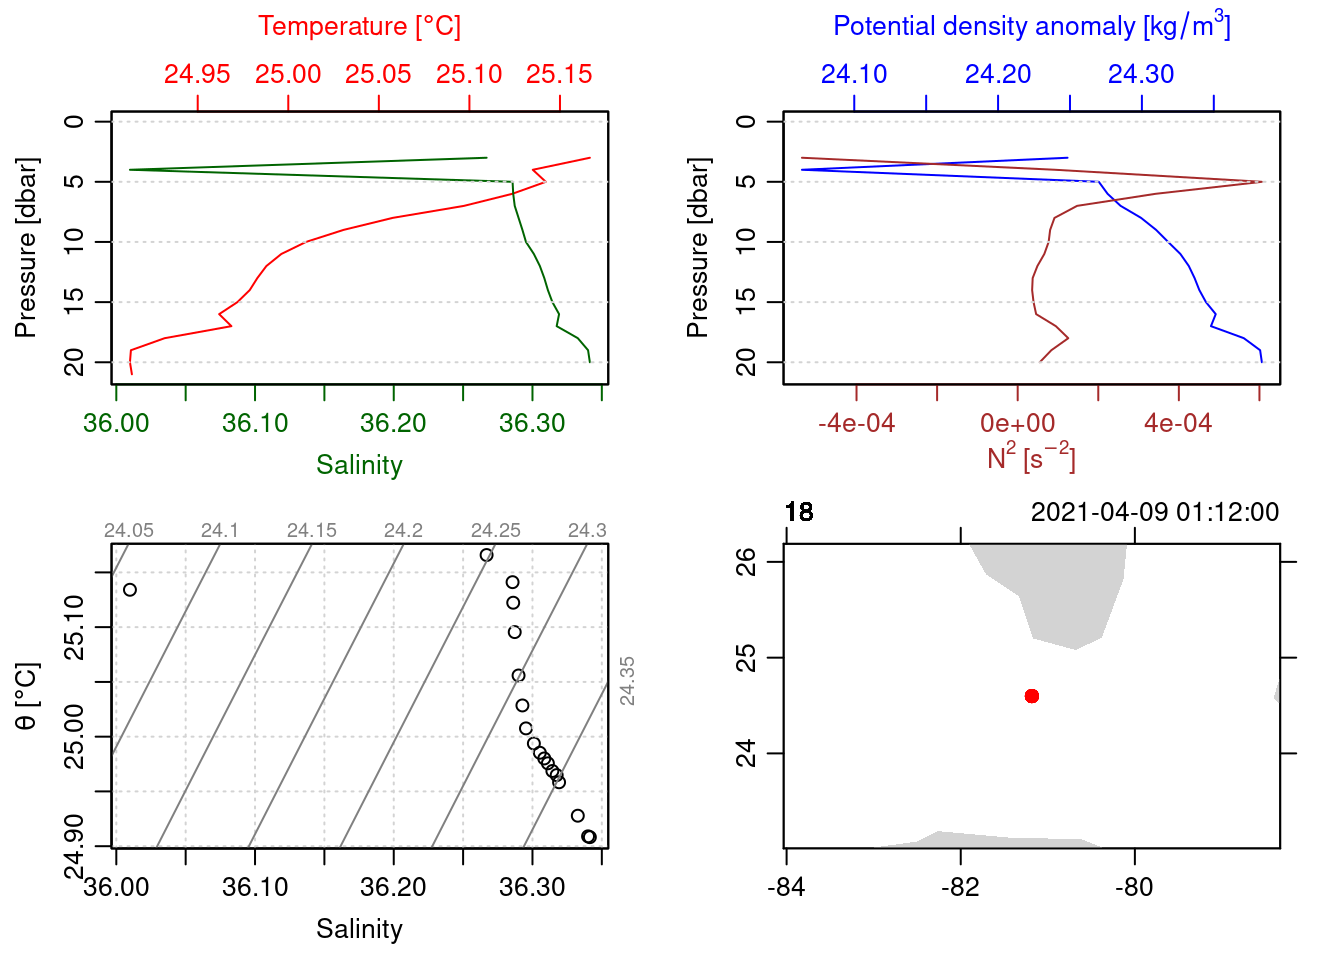 Temperature [°C]
24.95 25.00 25.05 25.10 25.15
Pressure [dbar]
0
5
10
15
20
36.00 36.10 36.20 36.30
Salinity
Potential density anomaly [kg/m³]
24.10 24.20 24.30
Pressure [dbar]
0
5
10
15
20
-4e-04 0e+00 4e-04
N² [s⁻²]
24.05 24.1 24.15 24.2 24.25 24.3
24.35
θ [°C]
25.10
25.00
24.90
36.00 36.10 36.20 36.30
Salinity
18 2021-04-09 01:12:00
26
25
24
-84 -82 -80